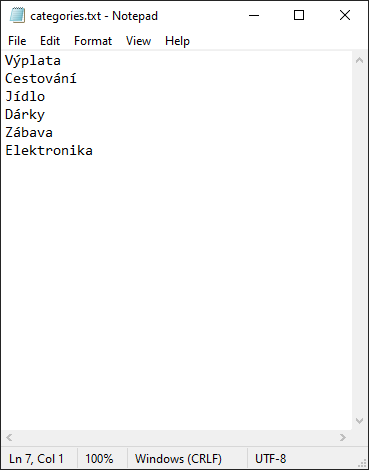 categories.txt - Notepad
File Edit Format View Help
Výplata
Cestování
Jídlo
Dárky
Zábava
Elektronika
Ln 7, Col 1 100% Windows (CRLF) UTF-8